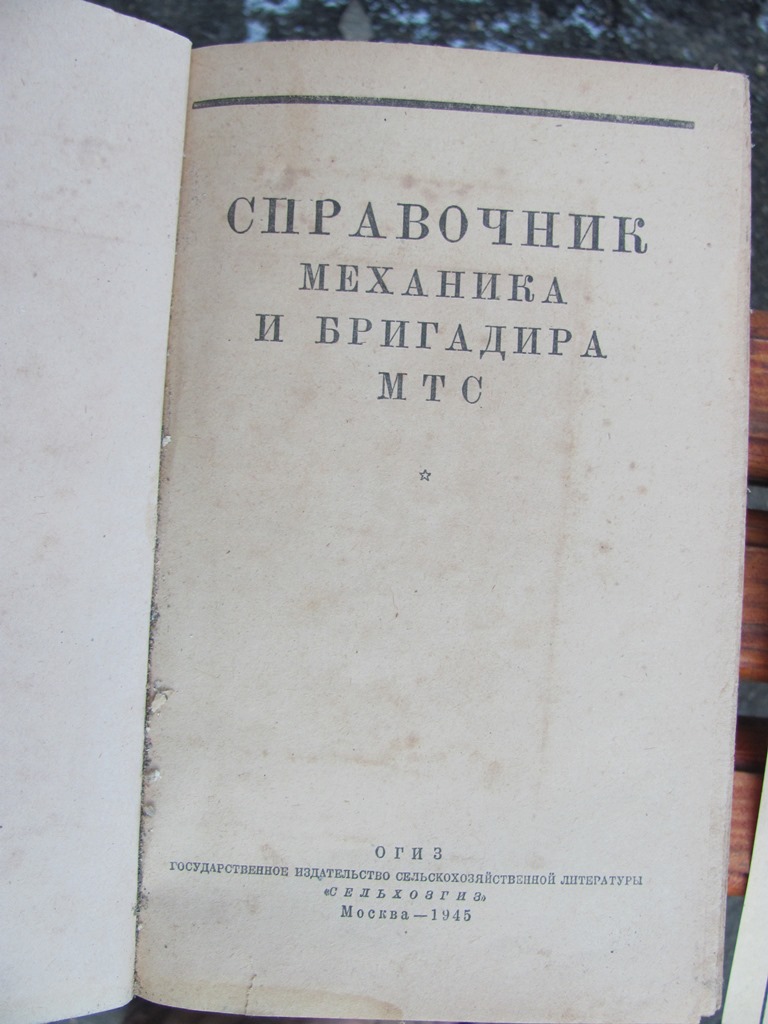 СПРАВОЧНИК
МЕХАНИКА
И БРИГАДИРА
МТС
ОГИЗ
ГОСУДАРСТВЕННОЕ ИЗДАТЕЛЬСТВО СЕЛЬСКОХОЗЯЙСТВЕННОЙ ЛИТЕРАТУРЫ
«СЕЛЬХОЗГИЗ»
Москва—1945